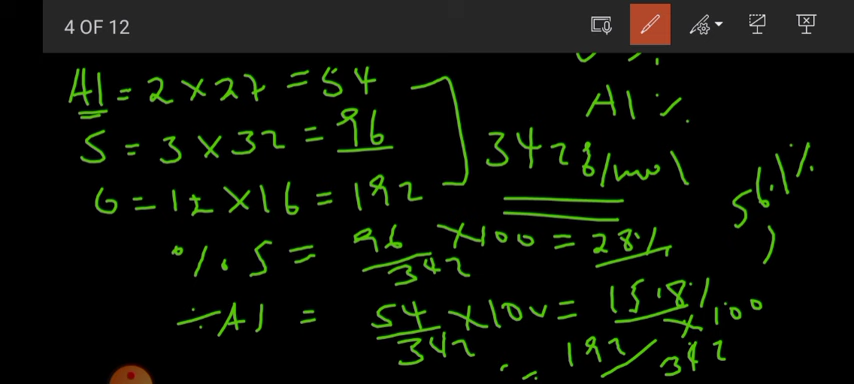 4 OF 12
Al %
Al = 2 × 27 = 54
S = 3 × 32 = 96
342 g/mol
O = 12 × 16 = 192
56.1%
% S = 96/342 × 100 = 28%
% Al = 54/342 × 100 = 15.8%
192/342 × 100